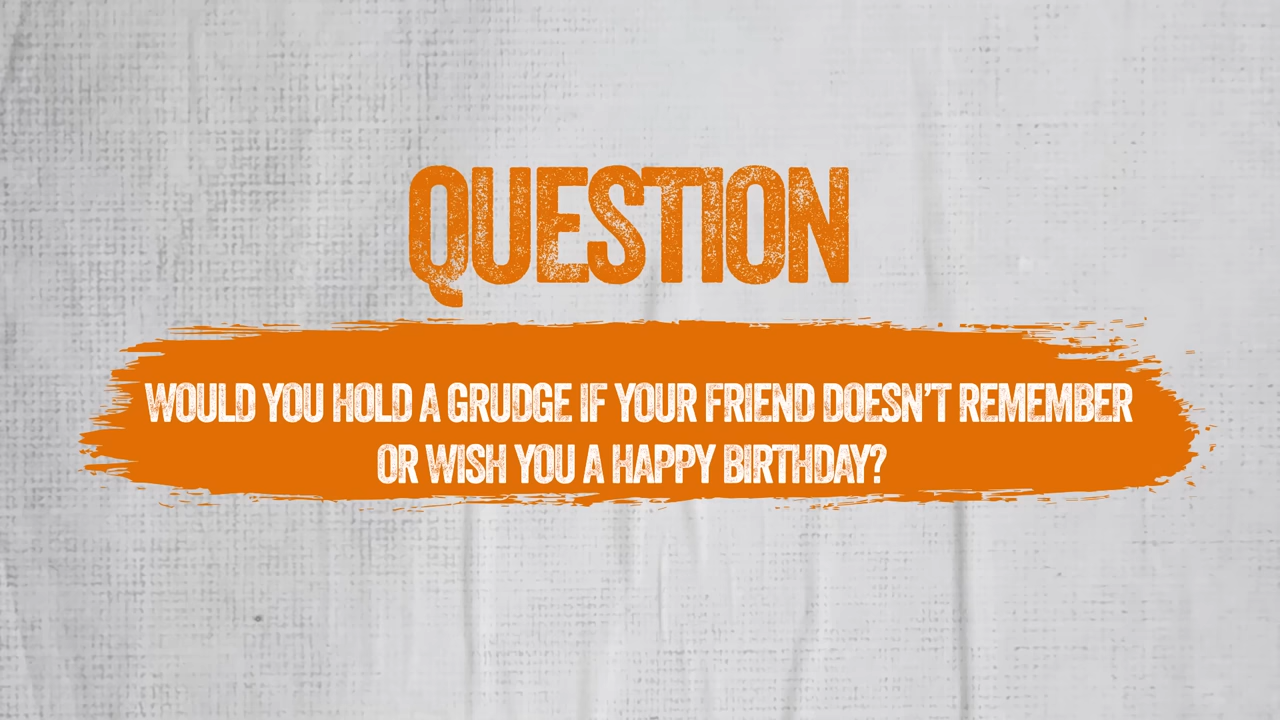 QUESTION
WOULD YOU HOLD A GRUDGE IF YOUR FRIEND DOESN'T REMEMBER
OR WISH YOU A HAPPY BIRTHDAY?